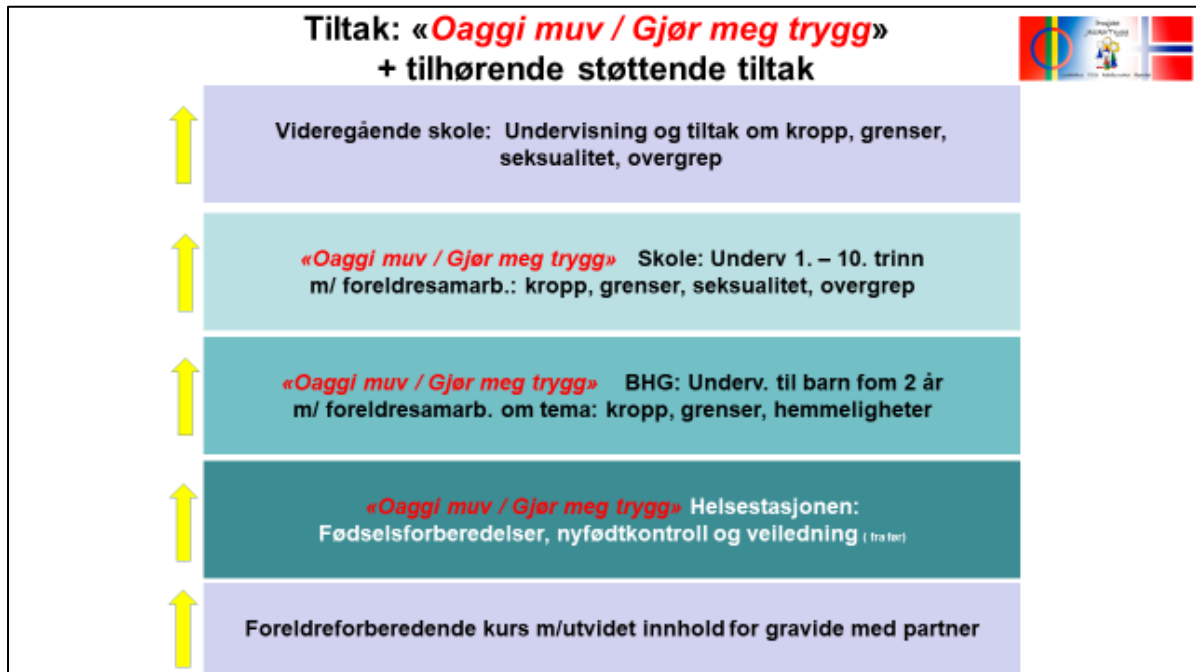 Tiltak: «Oaggi muv / Gjør meg trygg»
+ tilhørende støttende tiltak
Videregående skole: Undervisning og tiltak om kropp, grenser,
seksualitet, overgrep
«Oaggi muv / Gjør meg trygg» Skole: Underv 1. – 10. trinn
m/ foreldresamarb.: kropp, grenser, seksualitet, overgrep
«Oaggi muv / Gjør meg trygg» BHG: Underv. til barn fom 2 år
m/ foreldresamarb. om tema: kropp, grenser, hemmeligheter
«Oaggi muv / Gjør meg trygg» Helsestasjonen:
Fødselsforberedelser, nyfødtkontroll og veiledning ( fra før)
Foreldreforberedende kurs m/utvidet innhold for gravide med partner